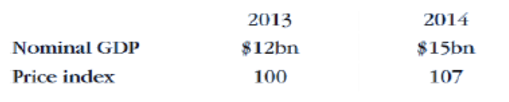 2013 2014
Nominal GDP $12bn $15bn
Price index 100 107